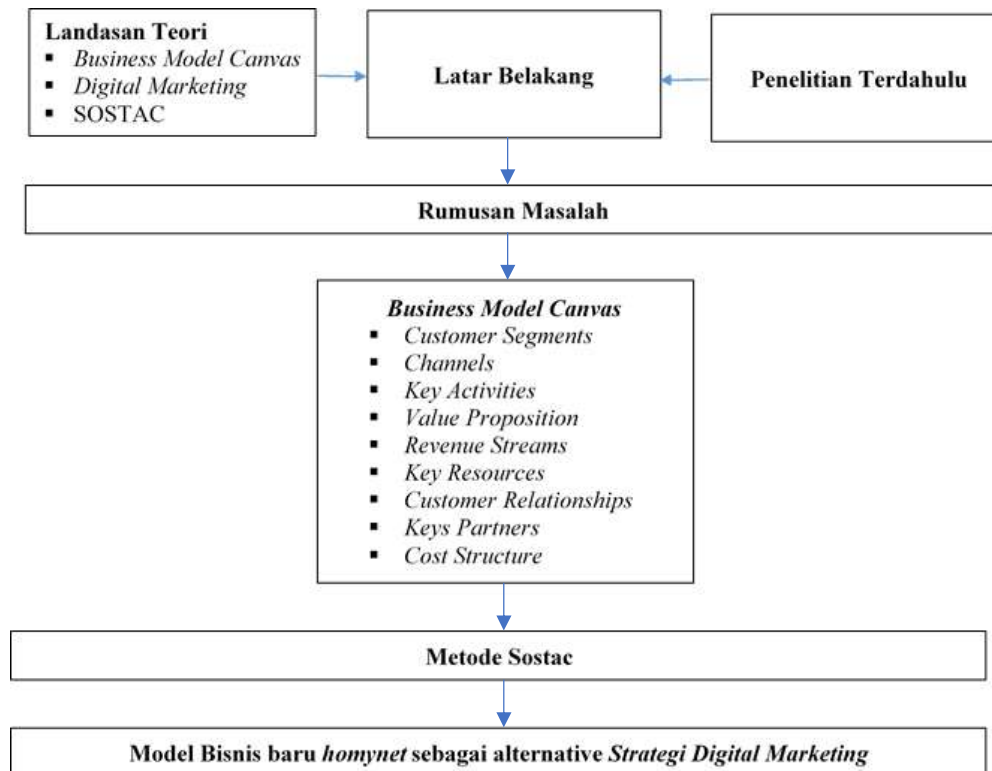 Landasan Teori
▪ Business Model Canvas
▪ Digital Marketing
▪ SOSTAC
Latar Belakang
Penelitian Terdahulu
Rumusan Masalah
Business Model Canvas
▪ Customer Segments
▪ Channels
▪ Key Activities
▪ Value Proposition
▪ Revenue Streams
▪ Key Resources
▪ Customer Relationships
▪ Keys Partners
▪ Cost Structure
Metode Sostac
Model Bisnis baru homynet sebagai alternative Strategi Digital Marketing